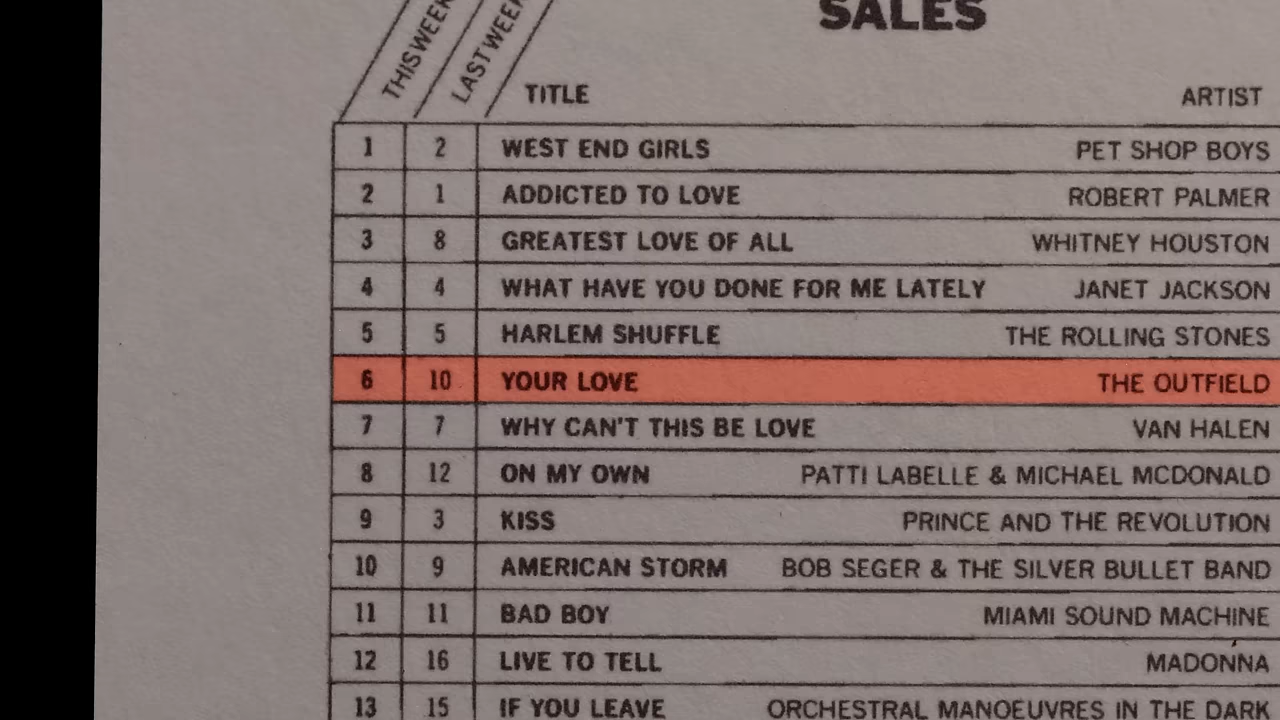 SALES
THIS WEEK LAST WEEK TITLE ARTIST
1 2 WEST END GIRLS PET SHOP BOYS
2 1 ADDICTED TO LOVE ROBERT PALMER
3 8 GREATEST LOVE OF ALL WHITNEY HOUSTON
4 4 WHAT HAVE YOU DONE FOR ME LATELY JANET JACKSON
5 5 HARLEM SHUFFLE THE ROLLING STONES
6 10 YOUR LOVE THE OUTFIELD
7 7 WHY CAN'T THIS BE LOVE VAN HALEN
8 12 ON MY OWN PATTI LABELLE & MICHAEL MCDONALD
9 3 KISS PRINCE AND THE REVOLUTION
10 9 AMERICAN STORM BOB SEGER & THE SILVER BULLET BAND
11 11 BAD BOY MIAMI SOUND MACHINE
12 16 LIVE TO TELL MADONNA
13 15 IF YOU LEAVE ORCHESTRAL MANOEUVRES IN THE DARK